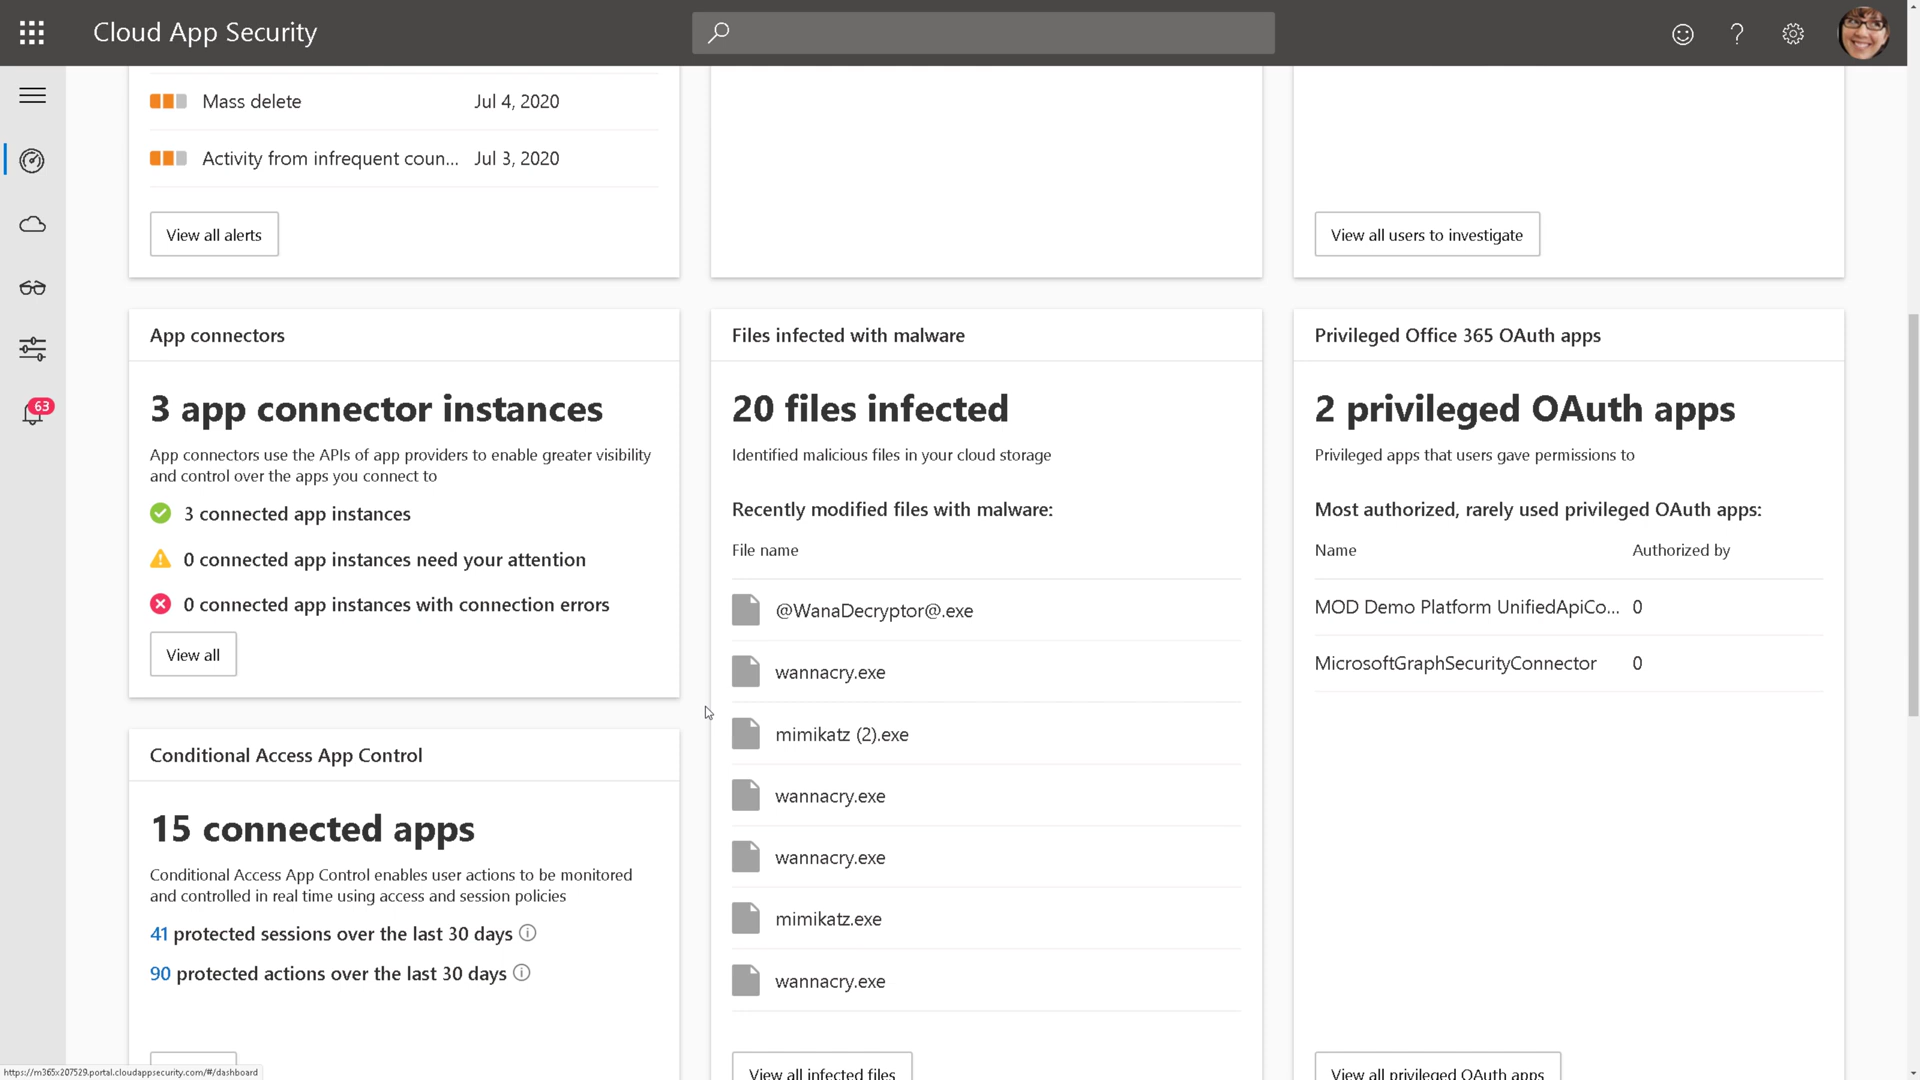 Cloud App Security
Mass delete Jul 4, 2020
Activity from infrequent coun... Jul 3, 2020
View all alerts
View all users to investigate
63
App connectors
3 app connector instances
App connectors use the APIs of app providers to enable greater visibility
and control over the apps you connect to
3 connected app instances
0 connected app instances need your attention
0 connected app instances with connection errors
View all
Conditional Access App Control
15 connected apps
Conditional Access App Control enables user actions to be monitored
and controlled in real time using access and session policies
41 protected sessions over the last 30 days
90 protected actions over the last 30 days
Files infected with malware
20 files infected
Identified malicious files in your cloud storage
Recently modified files with malware:
File name
@WanaDecryptor@.exe
wannacry.exe
mimikatz (2).exe
wannacry.exe
wannacry.exe
mimikatz.exe
wannacry.exe
View all infected files
Privileged Office 365 OAuth apps
2 privileged OAuth apps
Privileged apps that users gave permissions to
Most authorized, rarely used privileged OAuth apps:
Name Authorized by
MOD Demo Platform UnifiedApiCo... 0
MicrosoftGraphSecurityConnector 0
View all privileged OAuth apps
https://m365x207529.portal.cloudappsecurity.com/#/dashboard